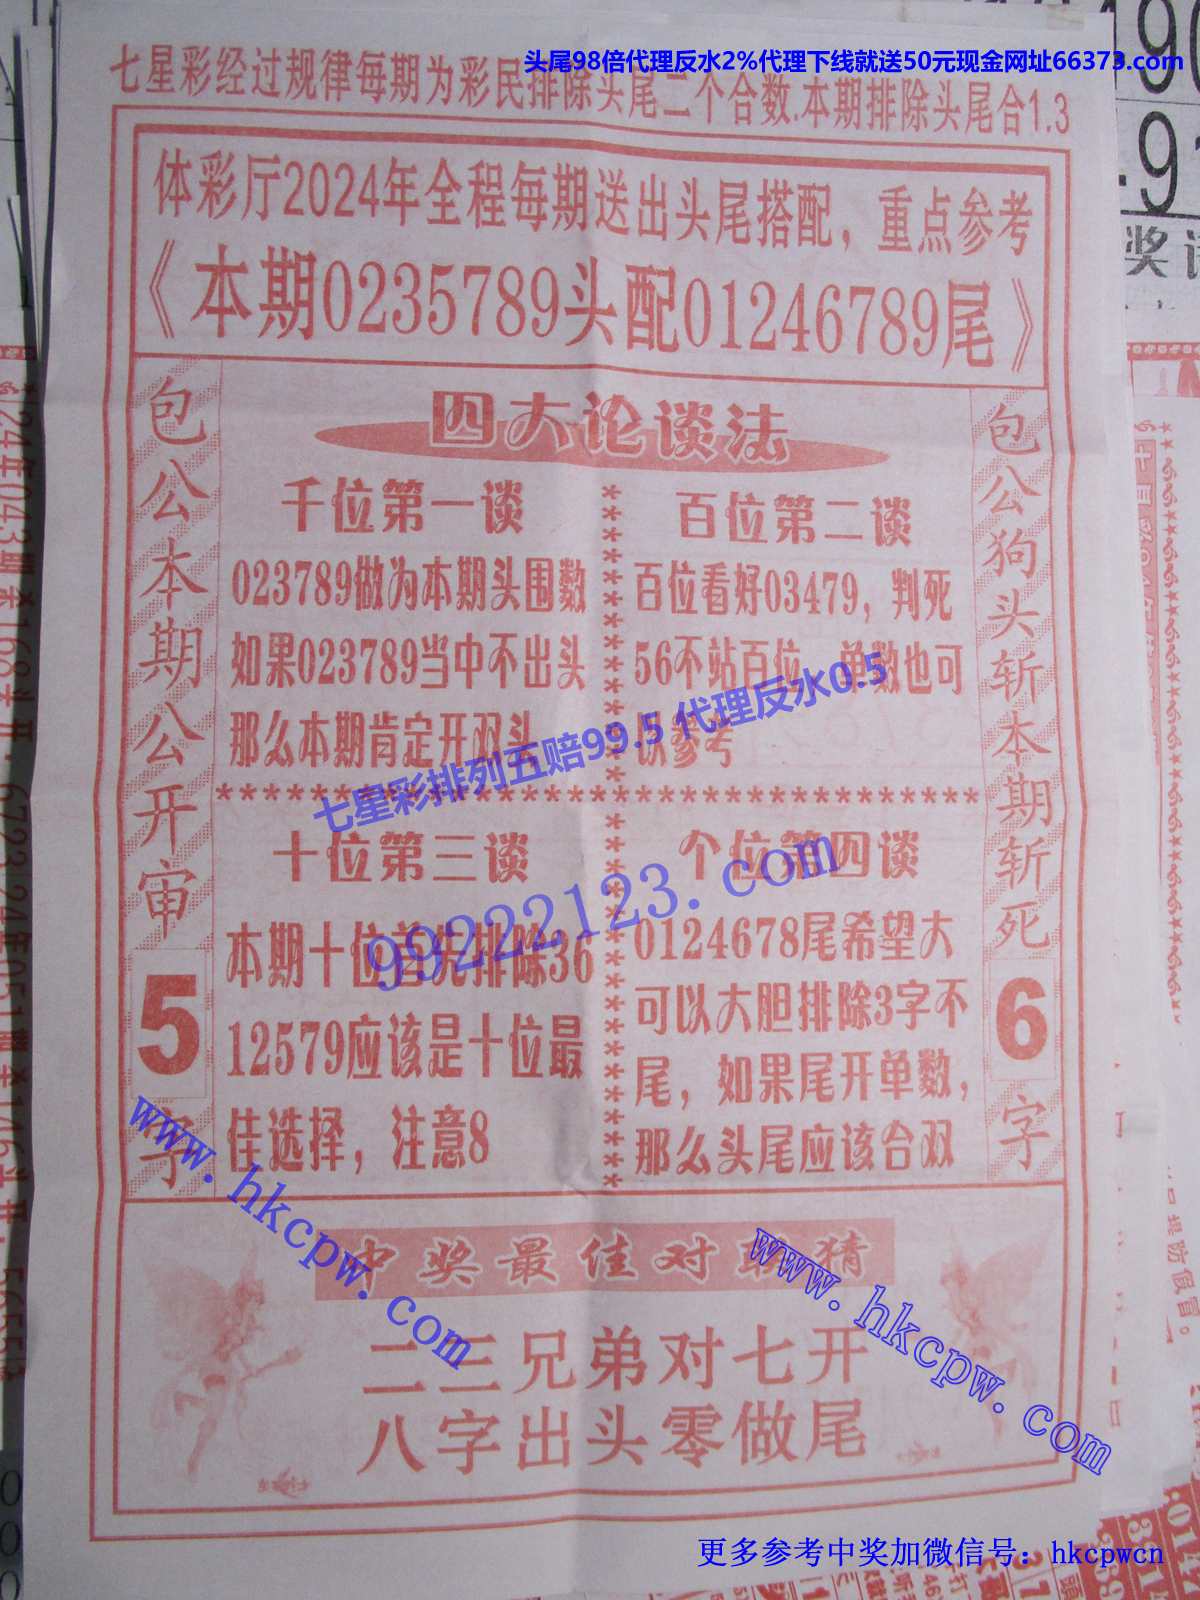 头尾98倍代理反水2%代理下线就送50元现金网址66373.com
七星彩经过规律每期为彩民排除头尾二个合数.本期排除头尾合1.3
体彩厅2024年全程每期送出头尾搭配，重点参考
《本期0235789头配01246789尾》
包公本期公开审
5
字
四大论谈法
千位第一谈
023789做为本期头围数
如果023789当中不出头
那么本期肯定开双头
百位第二谈
百位看好03479，判死
56不站百位，单数也可
以参考
七星彩排列五赔99.5 代理反水0.5
********************************
十位第三谈
本期十位首先排除36
12579应该是十位最
佳选择，注意8
个位第四谈
0124678尾希望大
可以大胆排除3字不
尾，如果尾开单数，
那么头尾应该合双
99222123.com
包公狗头斩本期斩死
6
字
www.hkcpw.com
www.hkcpw.com
中奖最佳对联猜
二三兄弟对七开
八字出头零做尾
更多参考中奖加微信号：hkcpwcn